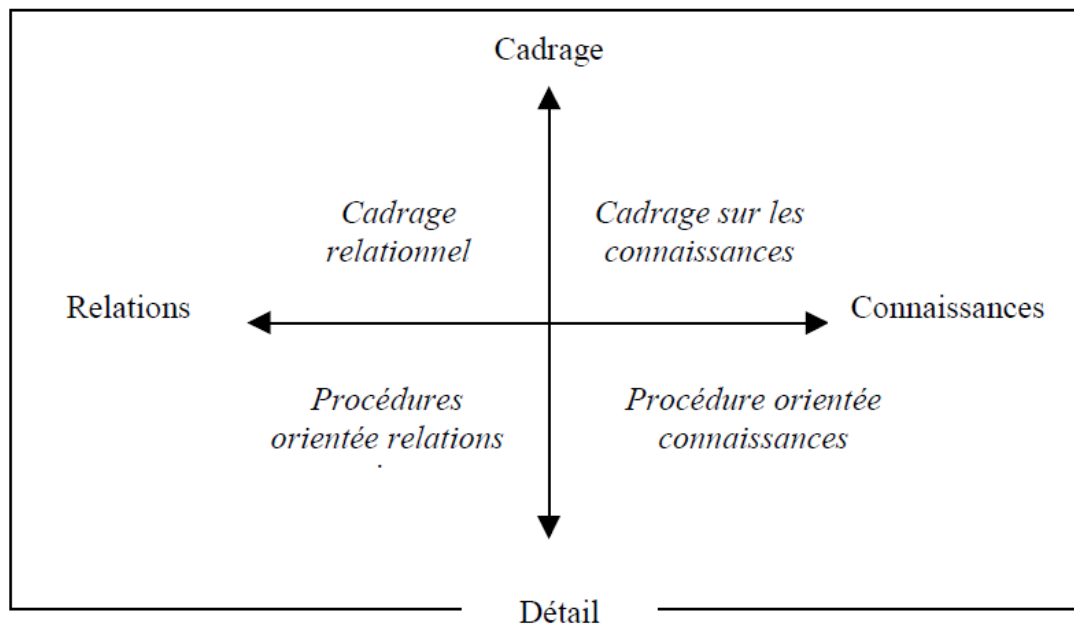 Cadrage
Cadrage
relationnel
Cadrage sur les
connaissances
Relations
Connaissances
Procédures
orientée relations
.
Procédure orientée
connaissances
Détail